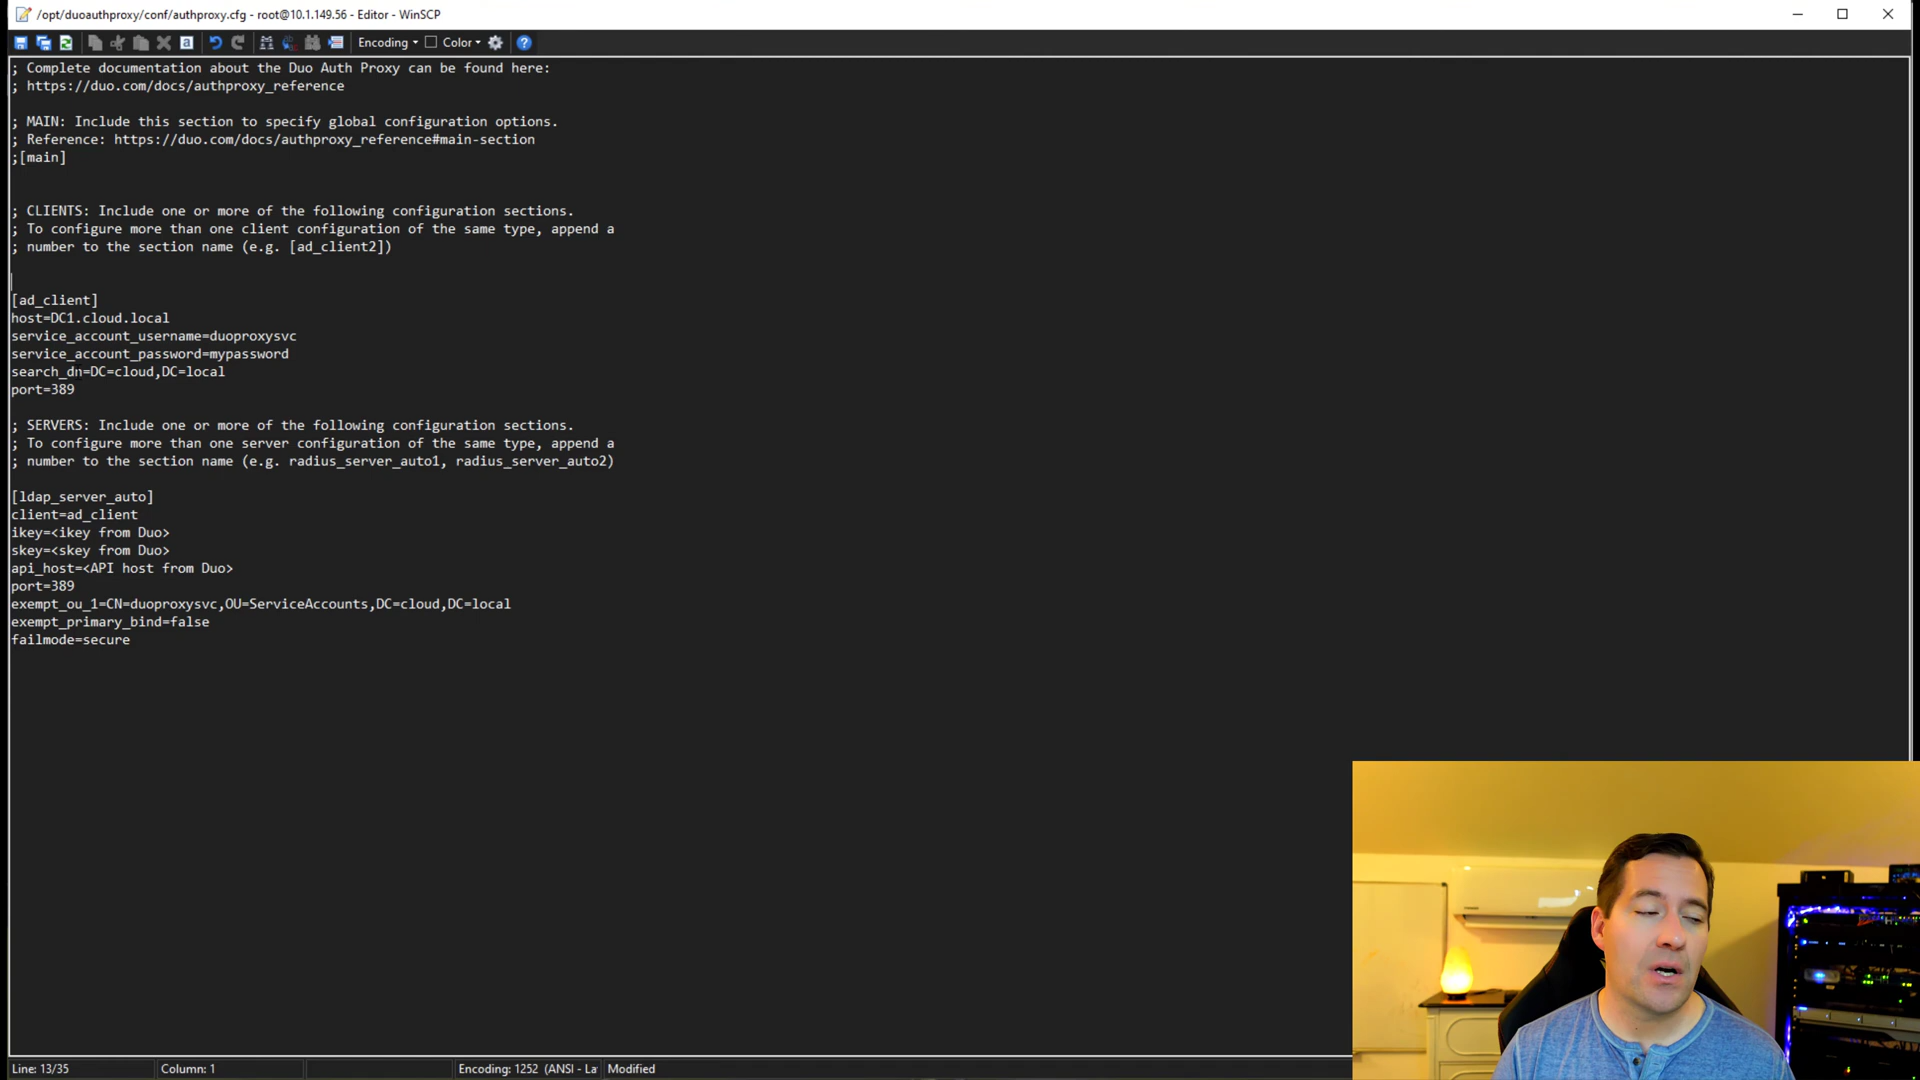 /opt/duoauthproxy/conf/authproxy.cfg - root@10.1.149.56 - Editor - WinSCP
Encoding Color
; Complete documentation about the Duo Auth Proxy can be found here:
; https://duo.com/docs/authproxy_reference
; MAIN: Include this section to specify global configuration options.
; Reference: https://duo.com/docs/authproxy_reference#main-section
;[main]
; CLIENTS: Include one or more of the following configuration sections.
; To configure more than one client configuration of the same type, append a
; number to the section name (e.g. [ad_client2])
[ad_client]
host=DC1.cloud.local
service_account_username=duoproxysvc
service_account_password=mypassword
search_dn=DC=cloud,DC=local
port=389
; SERVERS: Include one or more of the following configuration sections.
; To configure more than one server configuration of the same type, append a
; number to the section name (e.g. radius_server_auto1, radius_server_auto2)
[ldap_server_auto]
client=ad_client
ikey=<ikey from Duo>
skey=<skey from Duo>
api_host=<API host from Duo>
port=389
exempt_ou_1=CN=duoproxysvc,OU=ServiceAccounts,DC=cloud,DC=local
exempt_primary_bind=false
failmode=secure
Line: 13/35 Column: 1 Encoding: 1252 (ANSI - La Modified